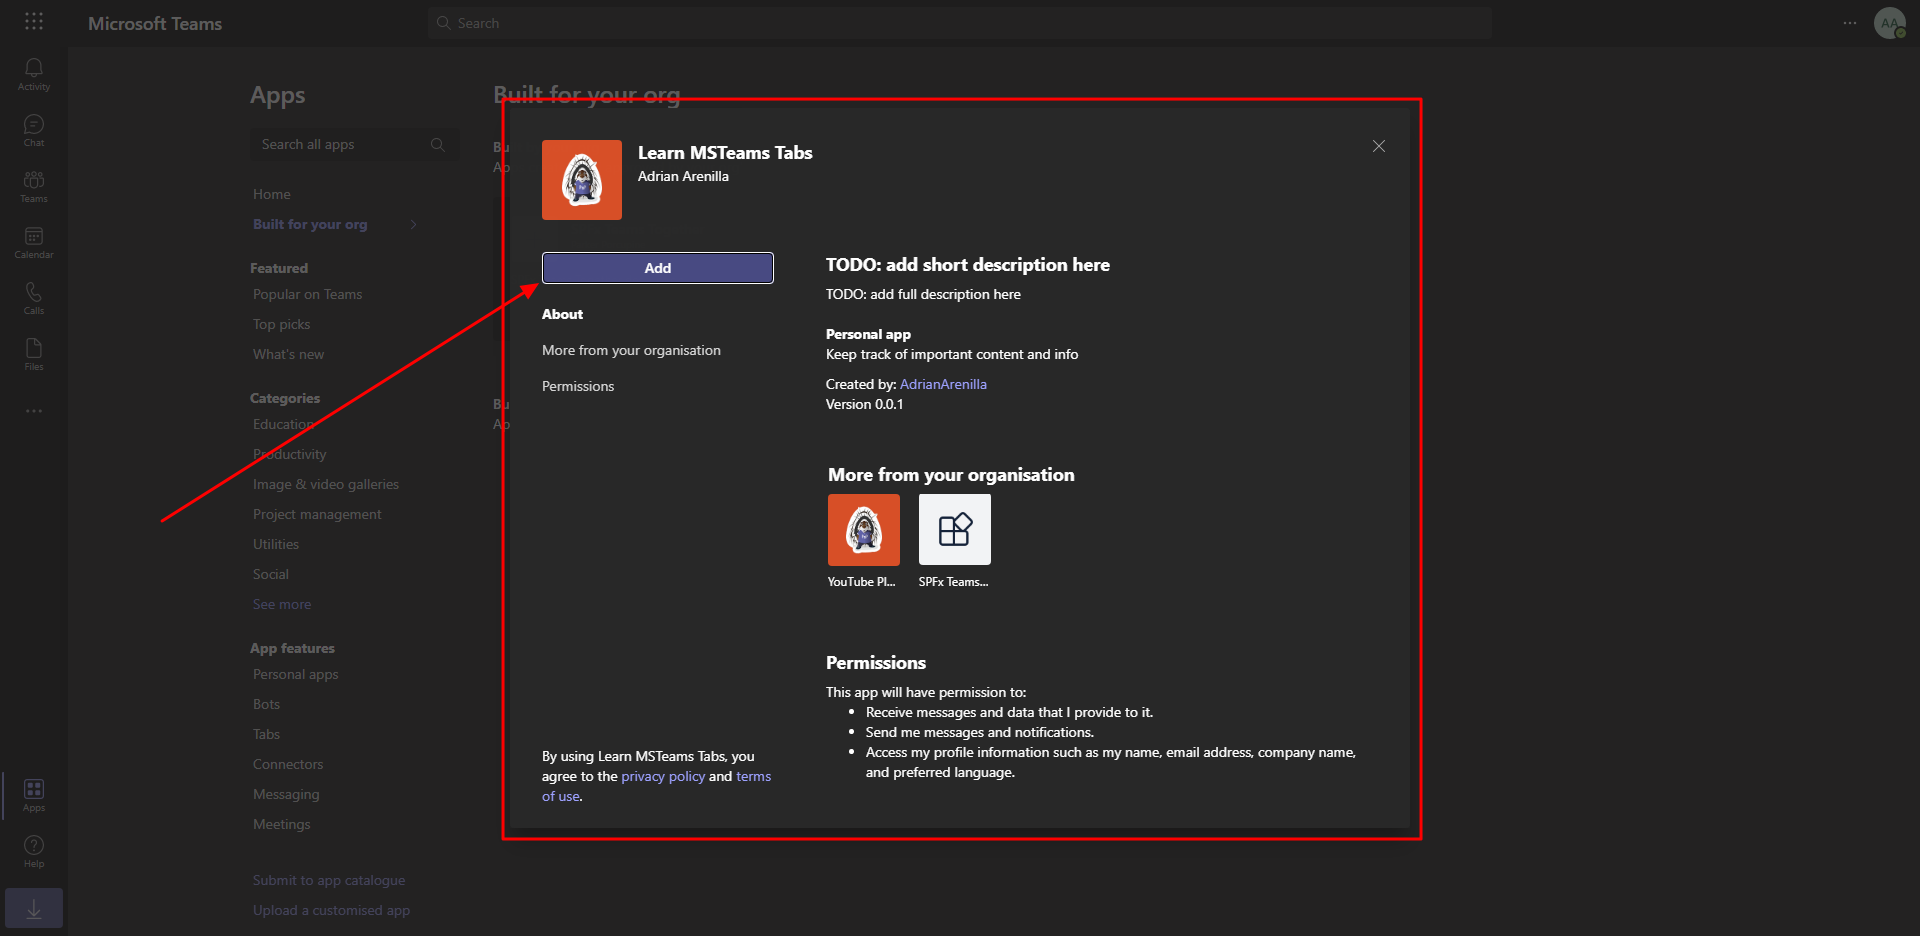 Microsoft Teams
Search
AA
Activity
Chat
Teams
Calendar
Calls
Files
Apps
Help
Apps
Search all apps
Home
Built for your org
Featured
Popular on Teams
Top picks
What's new
Categories
Education
Productivity
Image & video galleries
Project management
Utilities
Social
See more
App features
Personal apps
Bots
Tabs
Connectors
Messaging
Meetings
Submit to app catalogue
Upload a customised app
Built for your org
Bu
Ap
Bu
Ap
Learn MSTeams Tabs
Adrian Arenilla
Add
About
More from your organisation
Permissions
By using Learn MSTeams Tabs, you
agree to the privacy policy and terms
of use.
TODO: add short description here
TODO: add full description here
Personal app
Keep track of important content and info
Created by: AdrianArenilla
Version 0.0.1
More from your organisation
YouTube Pl...
SPFx Teams...
Permissions
This app will have permission to:
• Receive messages and data that I provide to it.
• Send me messages and notifications.
• Access my profile information such as my name, email address, company name,
and preferred language.